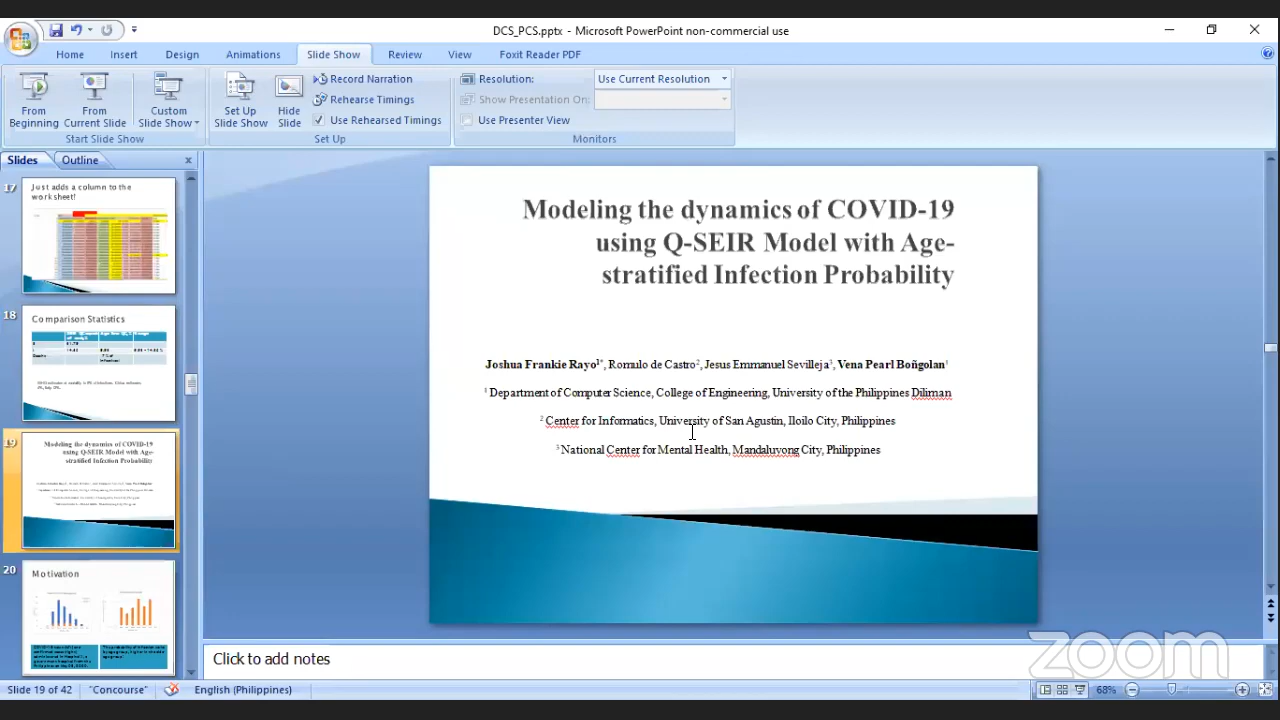 DCS_PCS.pptx - Microsoft PowerPoint non-commercial use
Home Insert Design Animations Slide Show Review View Foxit Reader PDF
From Beginning
From Current Slide
Custom Slide Show
Start Slide Show
Set Up Slide Show
Hide Slide
Record Narration
Rehearse Timings
Use Rehearsed Timings
Set Up
Resolution: Use Current Resolution
Show Presentation On:
Use Presenter View
Monitors
Slides Outline
17
Just adds a column to the
worksheet!
18
Comparison Statistics
19
Modeling the dynamics of COVID-19
using Q-SEIR Model with Age-
stratified Infection Probability
20
Motivation
Modeling the dynamics of COVID-19
using Q-SEIR Model with Age-
stratified Infection Probability
Joshua Frankie Rayo¹*, Romulo de Castro², Jesus Emmanuel Sevilleja³, Vena Pearl Boñgolan¹
¹ Department of Computer Science, College of Engineering, University of the Philippines Diliman
² Center for Informatics, University of San Agustin, Iloilo City, Philippines
³ National Center for Mental Health, Mandaluyong City, Philippines
Click to add notes
zoom
Slide 19 of 42 "Concourse" English (Philippines) 68%